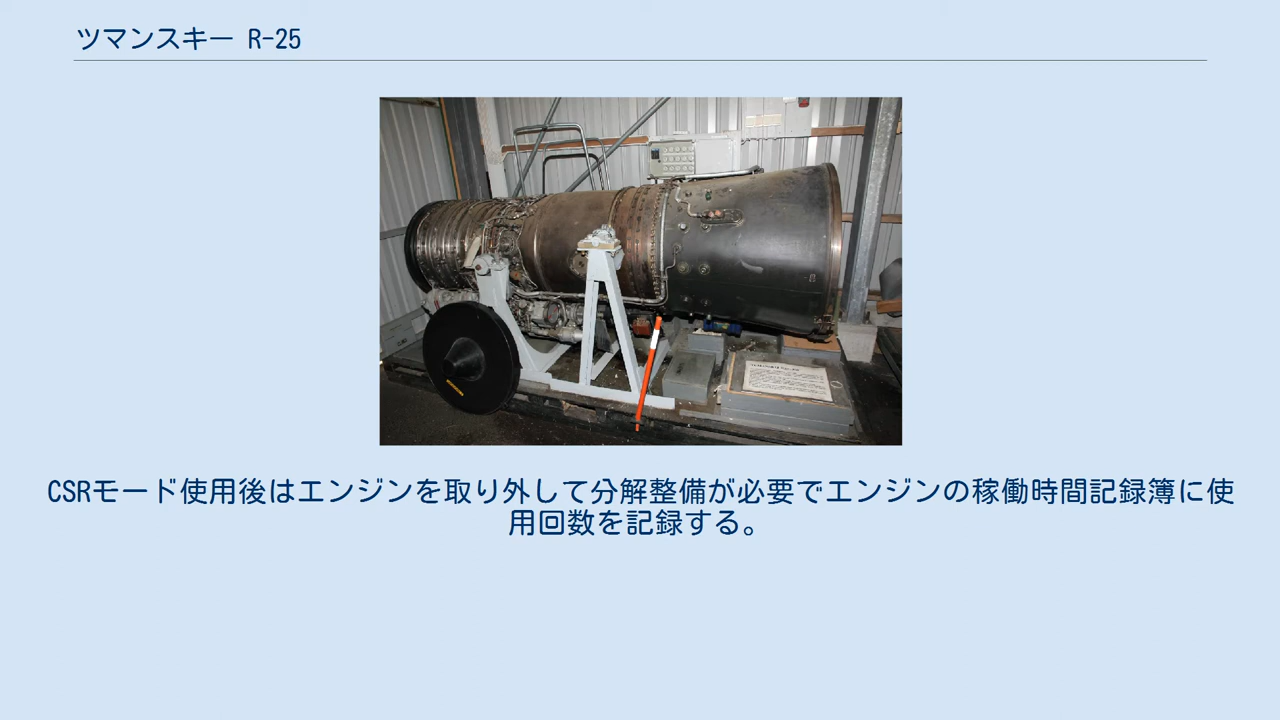 ツマンスキー R-25
CSRモード使用後はエンジンを取り外して分解整備が必要でエンジンの稼働時間記録簿に使
用回数を記録する。